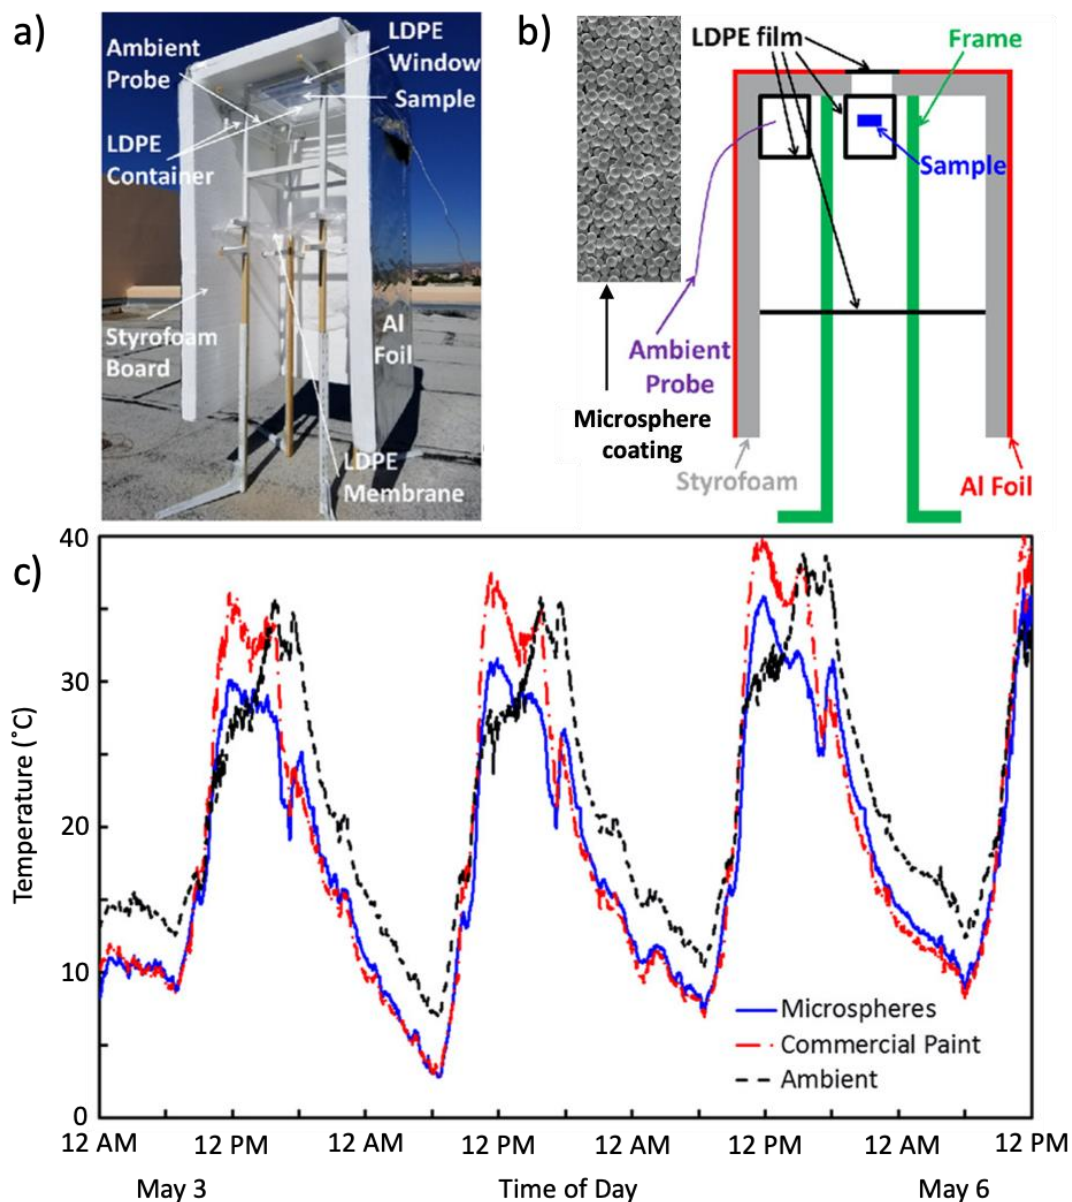 a)
Ambient
Probe
LDPE
Window
Sample
LDPE
Container
Styrofoam
Board
Al
Foil
LDPE
Membrane
b)
LDPE film
Frame
Sample
Ambient
Probe
Microsphere
coating
Styrofoam
Al Foil
c)
40
30
20
10
0
Temperature (˚C)
Microspheres
Commercial Paint
Ambient
12 AM 12 PM 12 AM 12 PM 12 AM 12 PM 12 AM 12 PM
May 3 Time of Day May 6